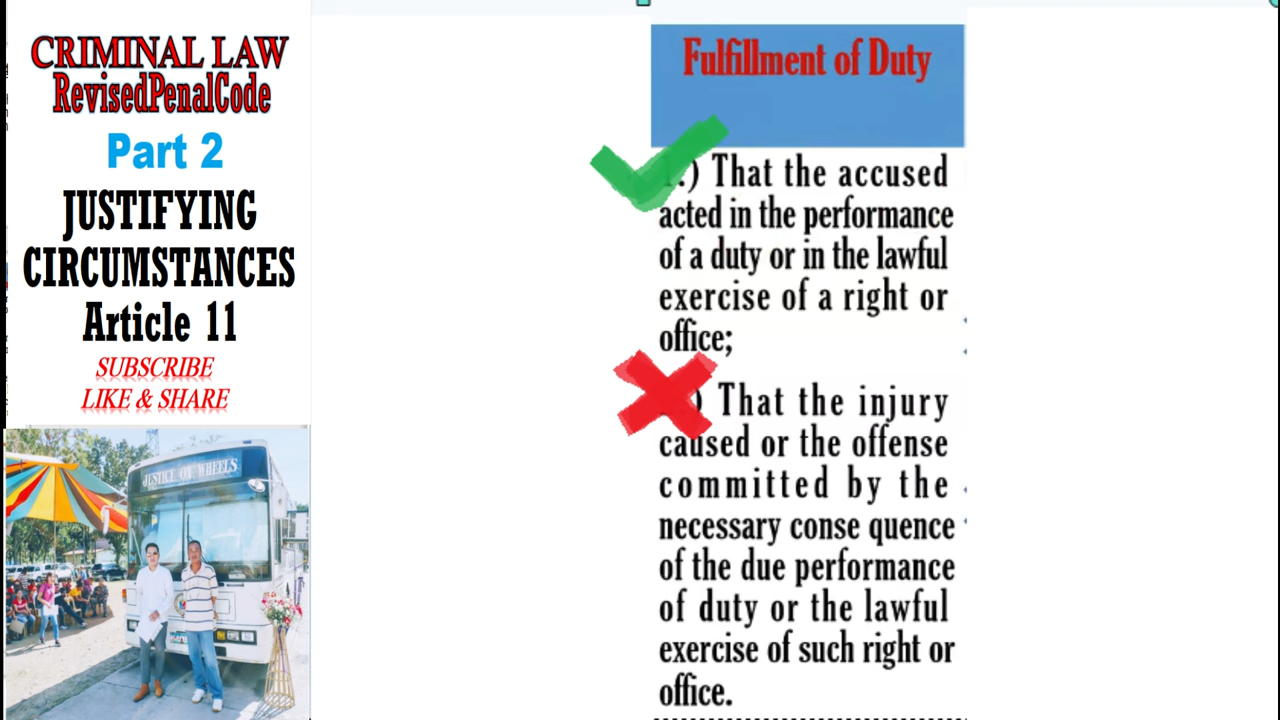 CRIMINAL LAW
RevisedPenalCode
Part 2
JUSTIFYING
CIRCUMSTANCES
Article 11
SUBSCRIBE
LIKE & SHARE
JUSTICE ON WHEELS
Fulfillment of Duty
.) That the accused
acted in the performance
of a duty or in the lawful
exercise of a right or
office;
) That the injury
caused or the offense
committed by the
necessary conse quence
of the due performance
of duty or the lawful
exercise of such right or
office.